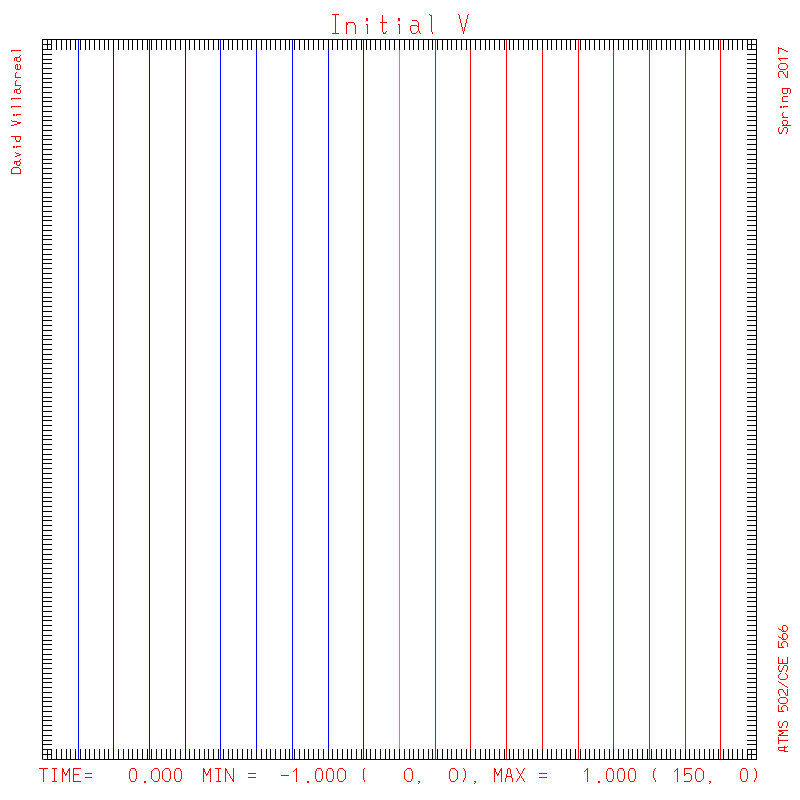 Initial V
David Villarreal
Spring 2017
ATMS 502/CSE 566
TIME= 0.000 MIN = -1.000 ( 0, 0), MAX = 1.000 ( 150, 0)